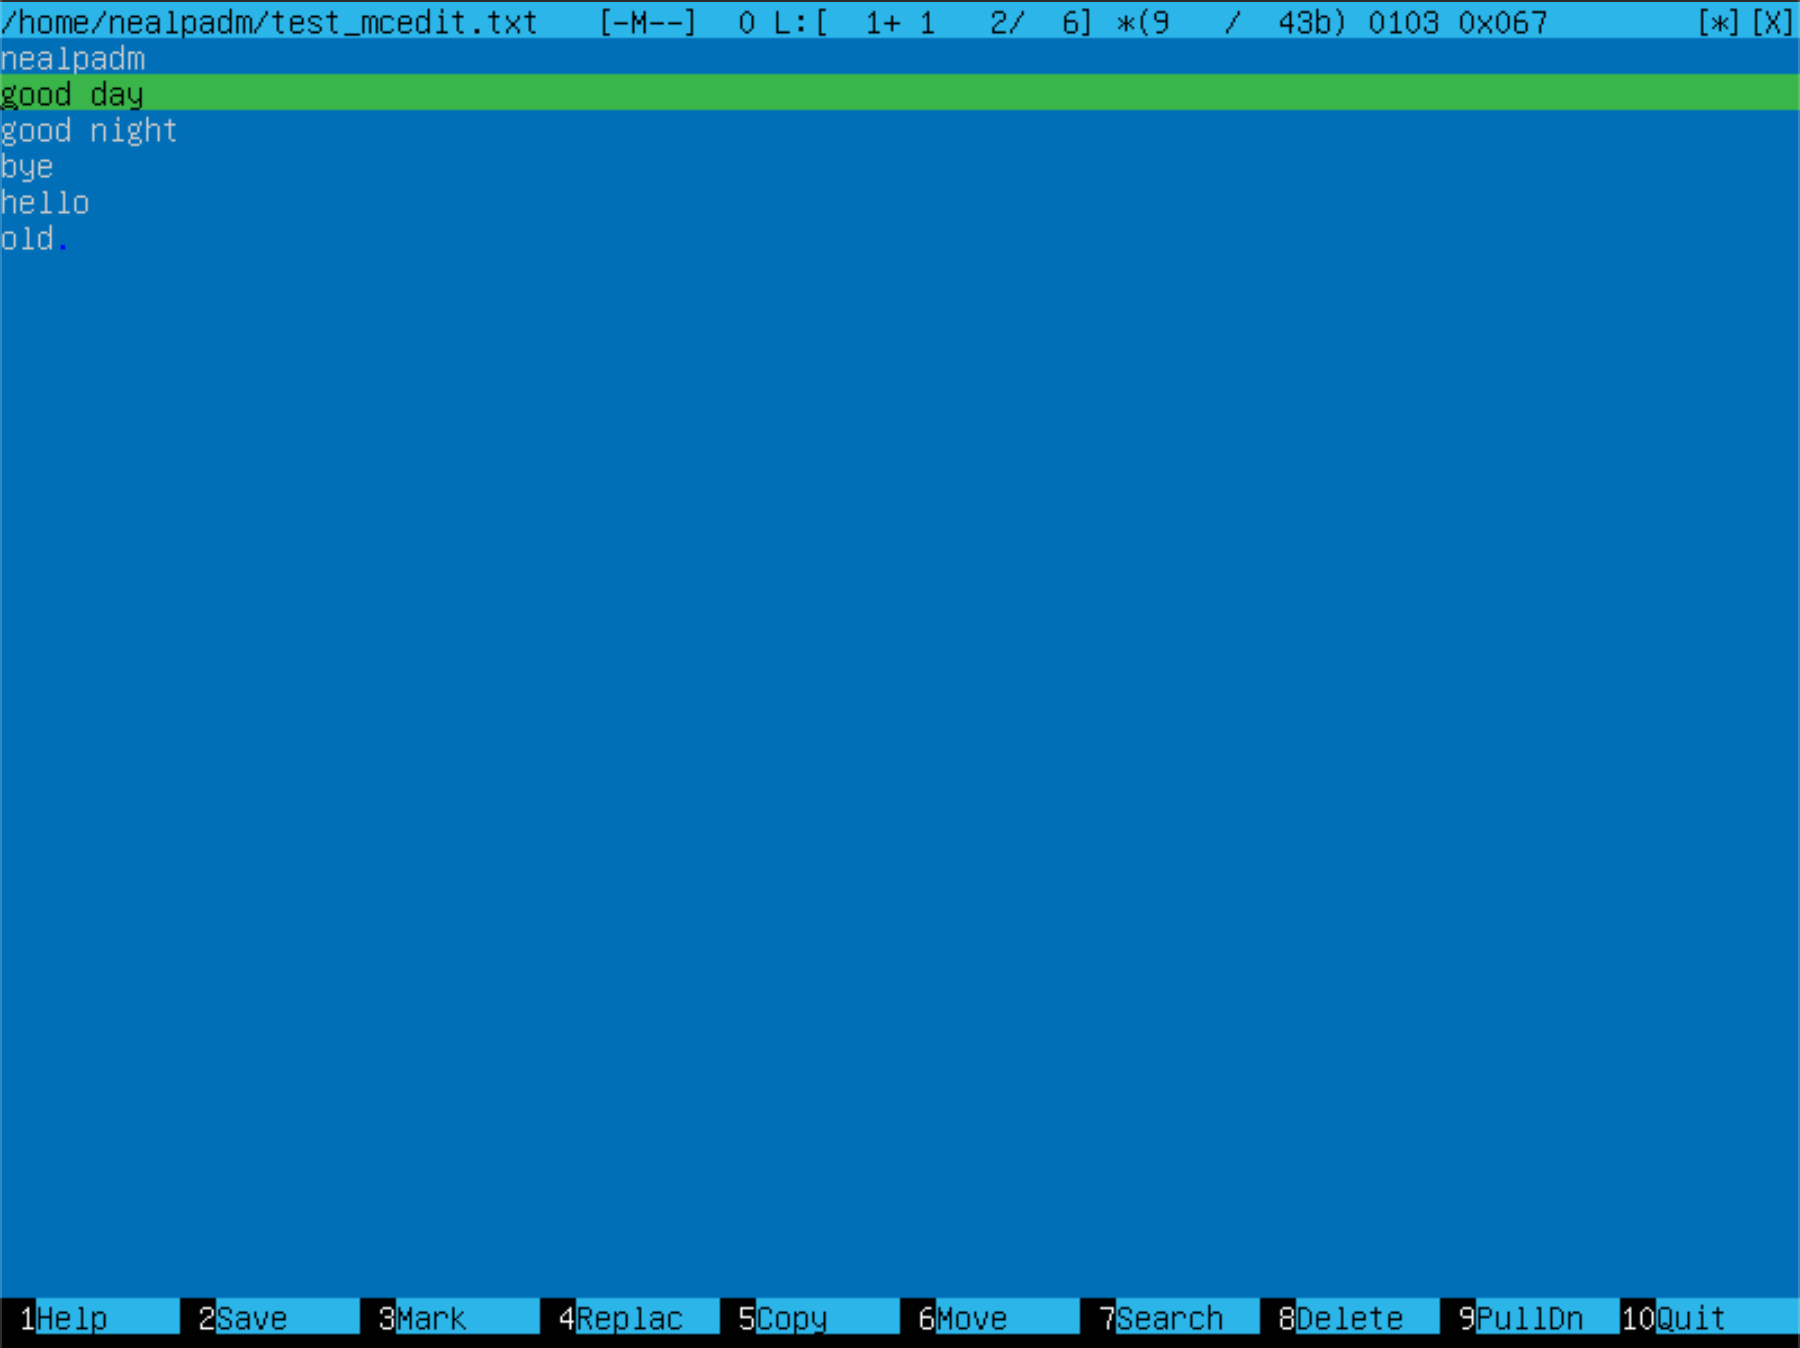 /home/nealpadm/test_mcedit.txt [-M--] 0 L:[ 1+ 1 2/ 6] *(9 / 43b) 0103 0x067 [*][X]
nealpadm
good day
good night
bye
hello
old.
1Help 2Save 3Mark 4Replac 5Copy 6Move 7Search 8Delete 9PullDn 10Quit